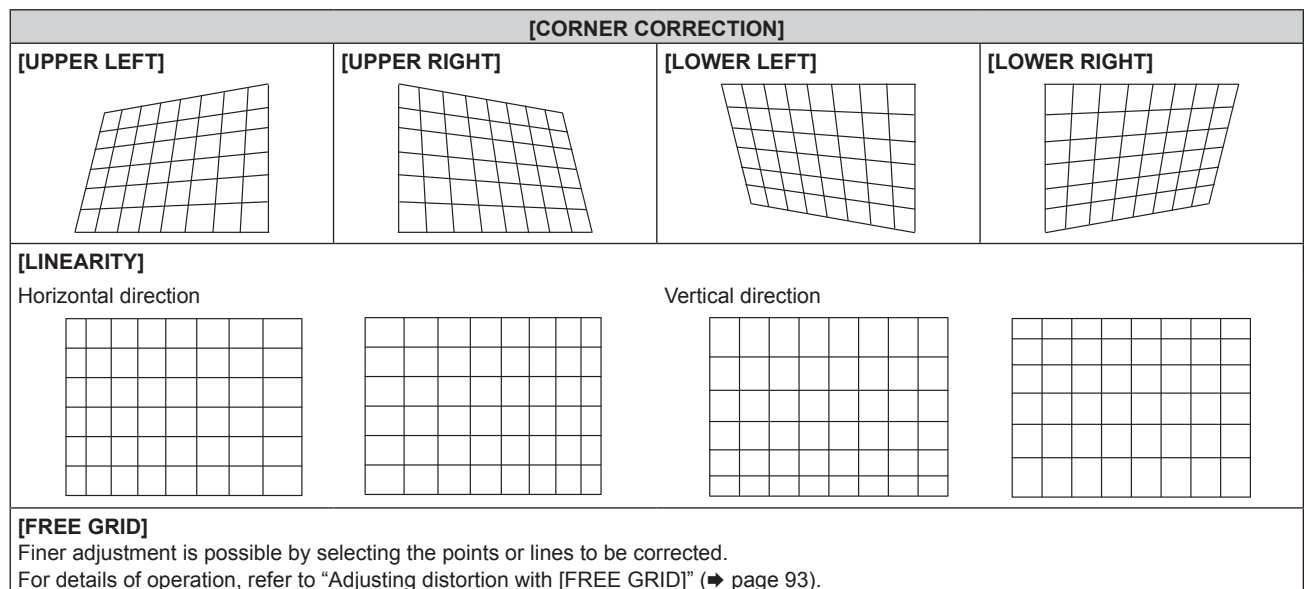 [CORNER CORRECTION]
[UPPER LEFT]
[UPPER RIGHT]
[LOWER LEFT]
[LOWER RIGHT]
[LINEARITY]
Horizontal direction
Vertical direction
[FREE GRID]
Finer adjustment is possible by selecting the points or lines to be corrected.
For details of operation, refer to “Adjusting distortion with [FREE GRID]” (➡ page 93).